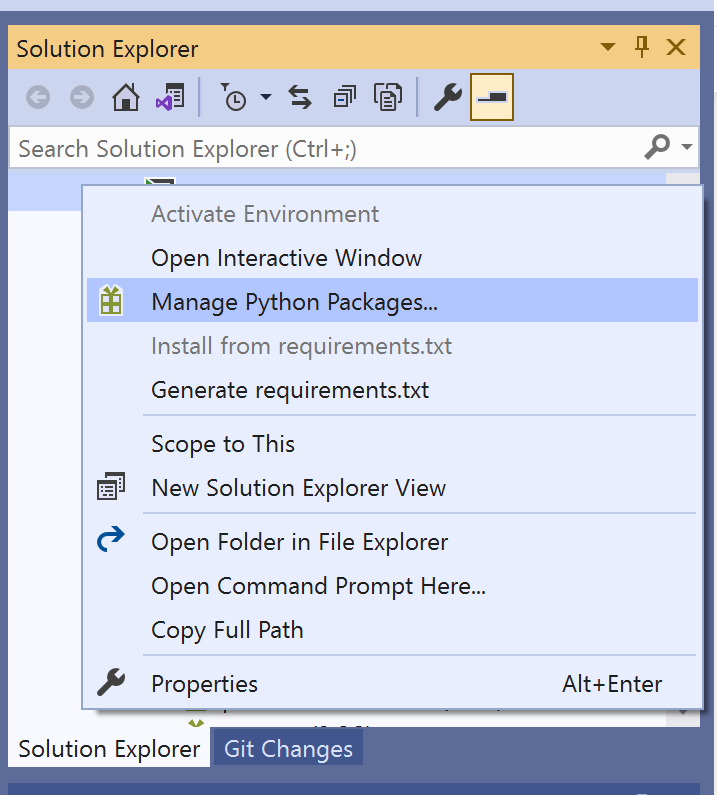 Solution Explorer
Search Solution Explorer (Ctrl+;)
Activate Environment
Open Interactive Window
Manage Python Packages...
Install from requirements.txt
Generate requirements.txt
Scope to This
New Solution Explorer View
Open Folder in File Explorer
Open Command Prompt Here...
Copy Full Path
Properties Alt+Enter
Solution Explorer Git Changes